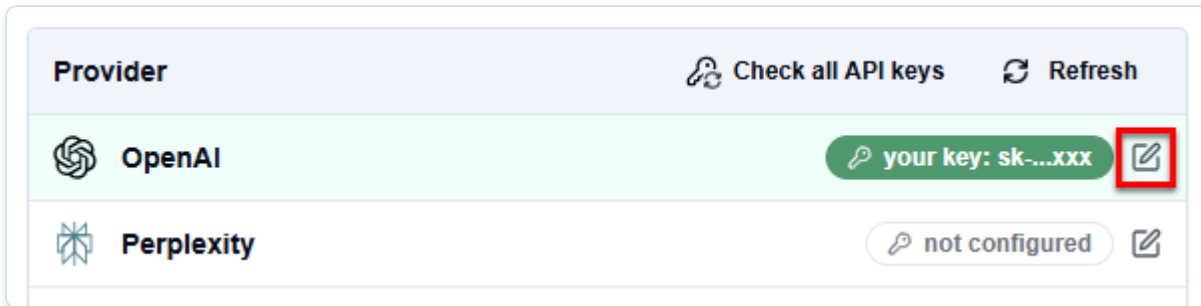 Provider Check all API keys Refresh
OpenAI your key: sk-...xxx
Perplexity not configured